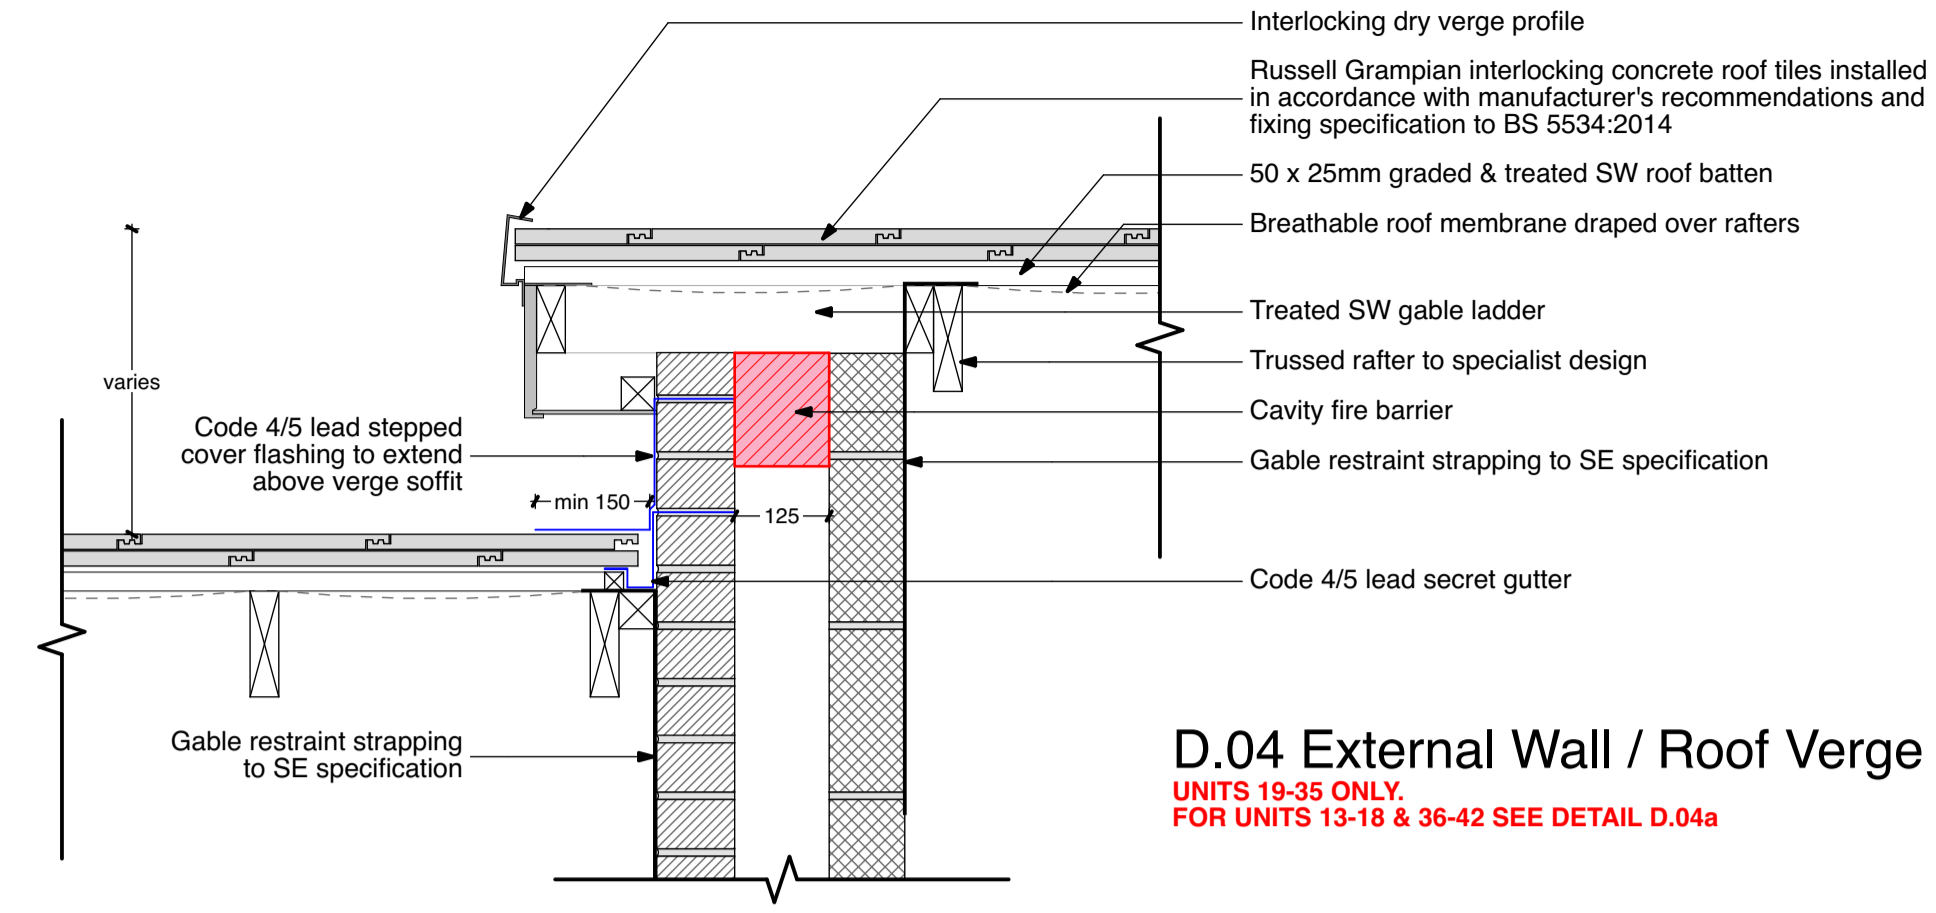 Interlocking dry verge profile
Russell Grampian interlocking concrete roof tiles installed
in accordance with manufacturer's recommendations and
fixing specification to BS 5534:2014
50 x 25mm graded & treated SW roof batten
Breathable roof membrane draped over rafters
Treated SW gable ladder
Trussed rafter to specialist design
Cavity fire barrier
Gable restraint strapping to SE specification
Code 4/5 lead secret gutter
varies
Code 4/5 lead stepped
cover flashing to extend
above verge soffit
min 150
125
Gable restraint strapping
to SE specification
D.04 External Wall / Roof Verge
UNITS 19-35 ONLY.
FOR UNITS 13-18 & 36-42 SEE DETAIL D.04a